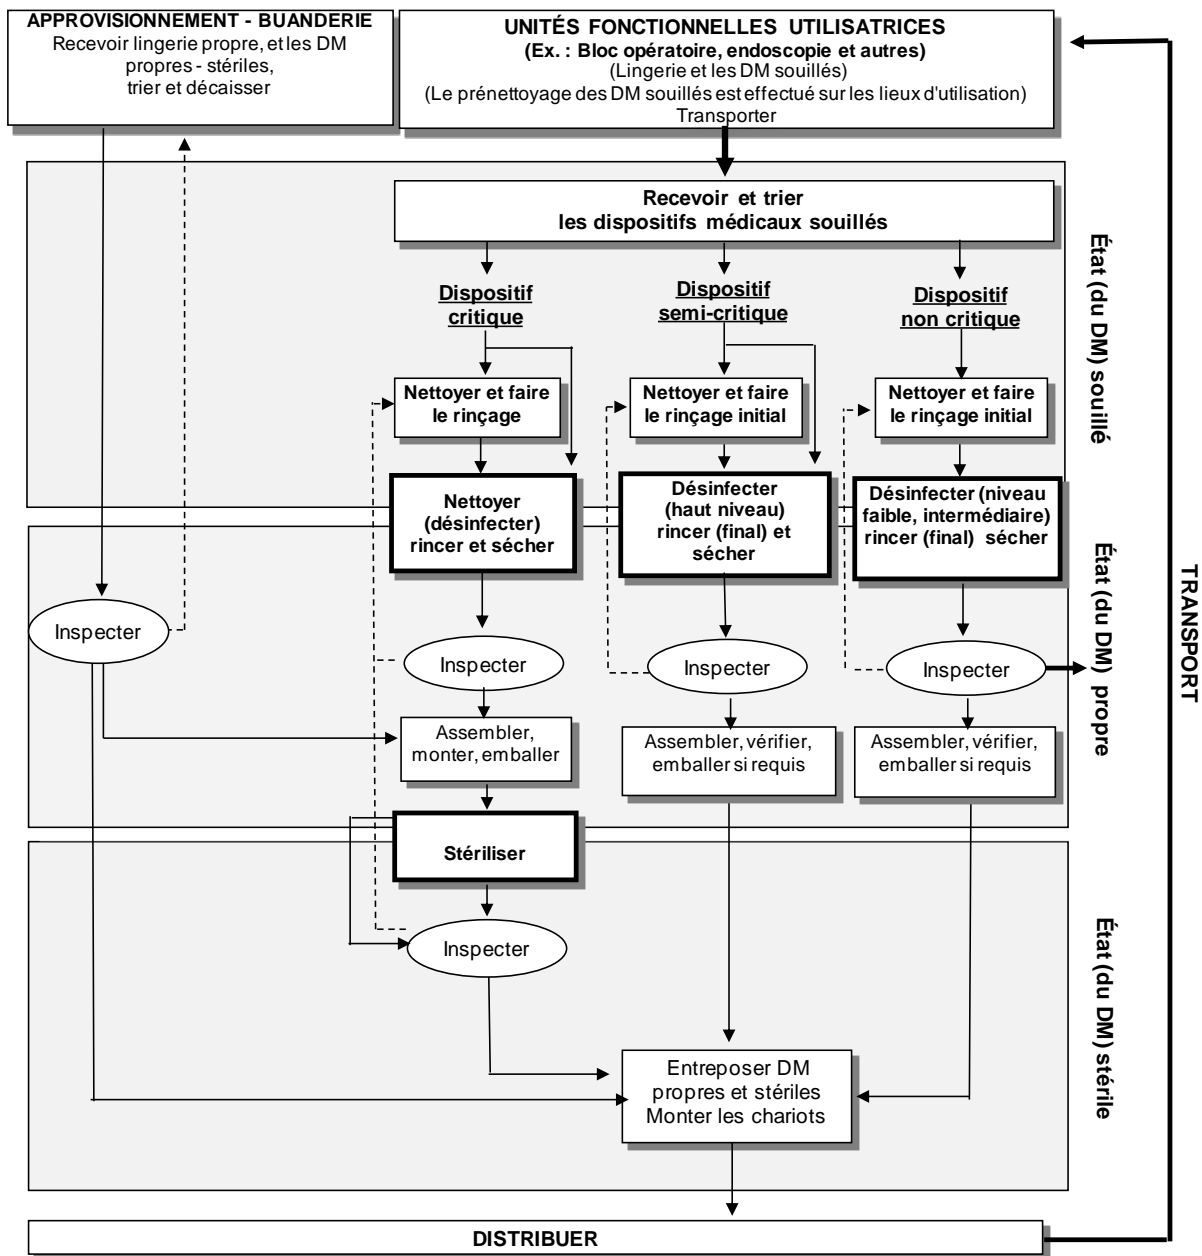 APPROVISIONNEMENT - BUANDERIE
Recevoir lingerie propre, et les DM
propres - stériles,
trier et décaisser
UNITÉS FONCTIONNELLES UTILISATRICES
(Ex. : Bloc opératoire, endoscopie et autres)
(Lingerie et les DM souillés)
(Le prénettoyage des DM souillés est effectué sur les lieux d'utilisation)
Transporter
Recevoir et trier
les dispositifs médicaux souillés
Dispositif
critique
Dispositif
semi-critique
Dispositif
non critique
Nettoyer et faire
le rinçage
Nettoyer et faire
le rinçage initial
Nettoyer et faire
le rinçage initial
État (du DM) souillé
Nettoyer
(désinfecter)
rincer et sécher
Désinfecter
(haut niveau)
rincer (final) et
sécher
Désinfecter (niveau
faible, intermédiaire)
rincer (final) sécher
Inspecter
Inspecter
Inspecter
Inspecter
État (du DM) propre
TRANSPORT
Assembler,
monter, emballer
Assembler, vérifier,
emballer si requis
Assembler, vérifier,
emballer si requis
Stériliser
Inspecter
État (du DM) stérile
Entreposer DM
propres et stériles
Monter les chariots
DISTRIBUER